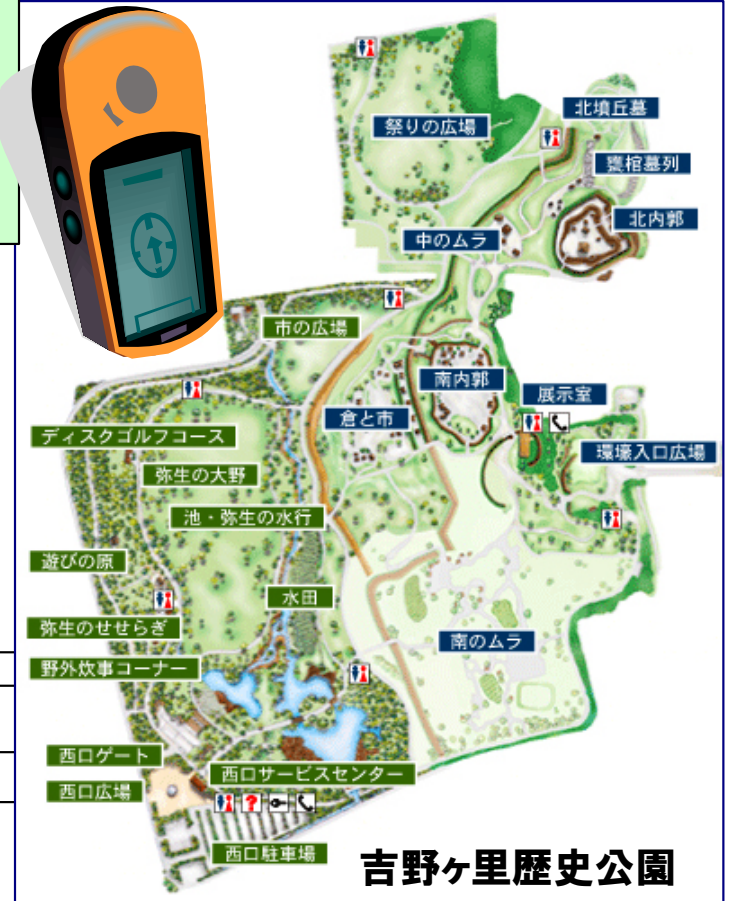 北墳丘墓
祭りの広場
甕棺墓列
北内郭
中のムラ
市の広場
南内郭
展示室
倉と市
ディスクゴルフコース
環壕入口広場
弥生の大野
池・弥生の水行
遊びの原
水田
弥生のせせらぎ
南のムラ
野外炊事コーナー
西口ゲート
西口サービスセンター
西口広場
?
西口駐車場
吉野ヶ里歴史公園